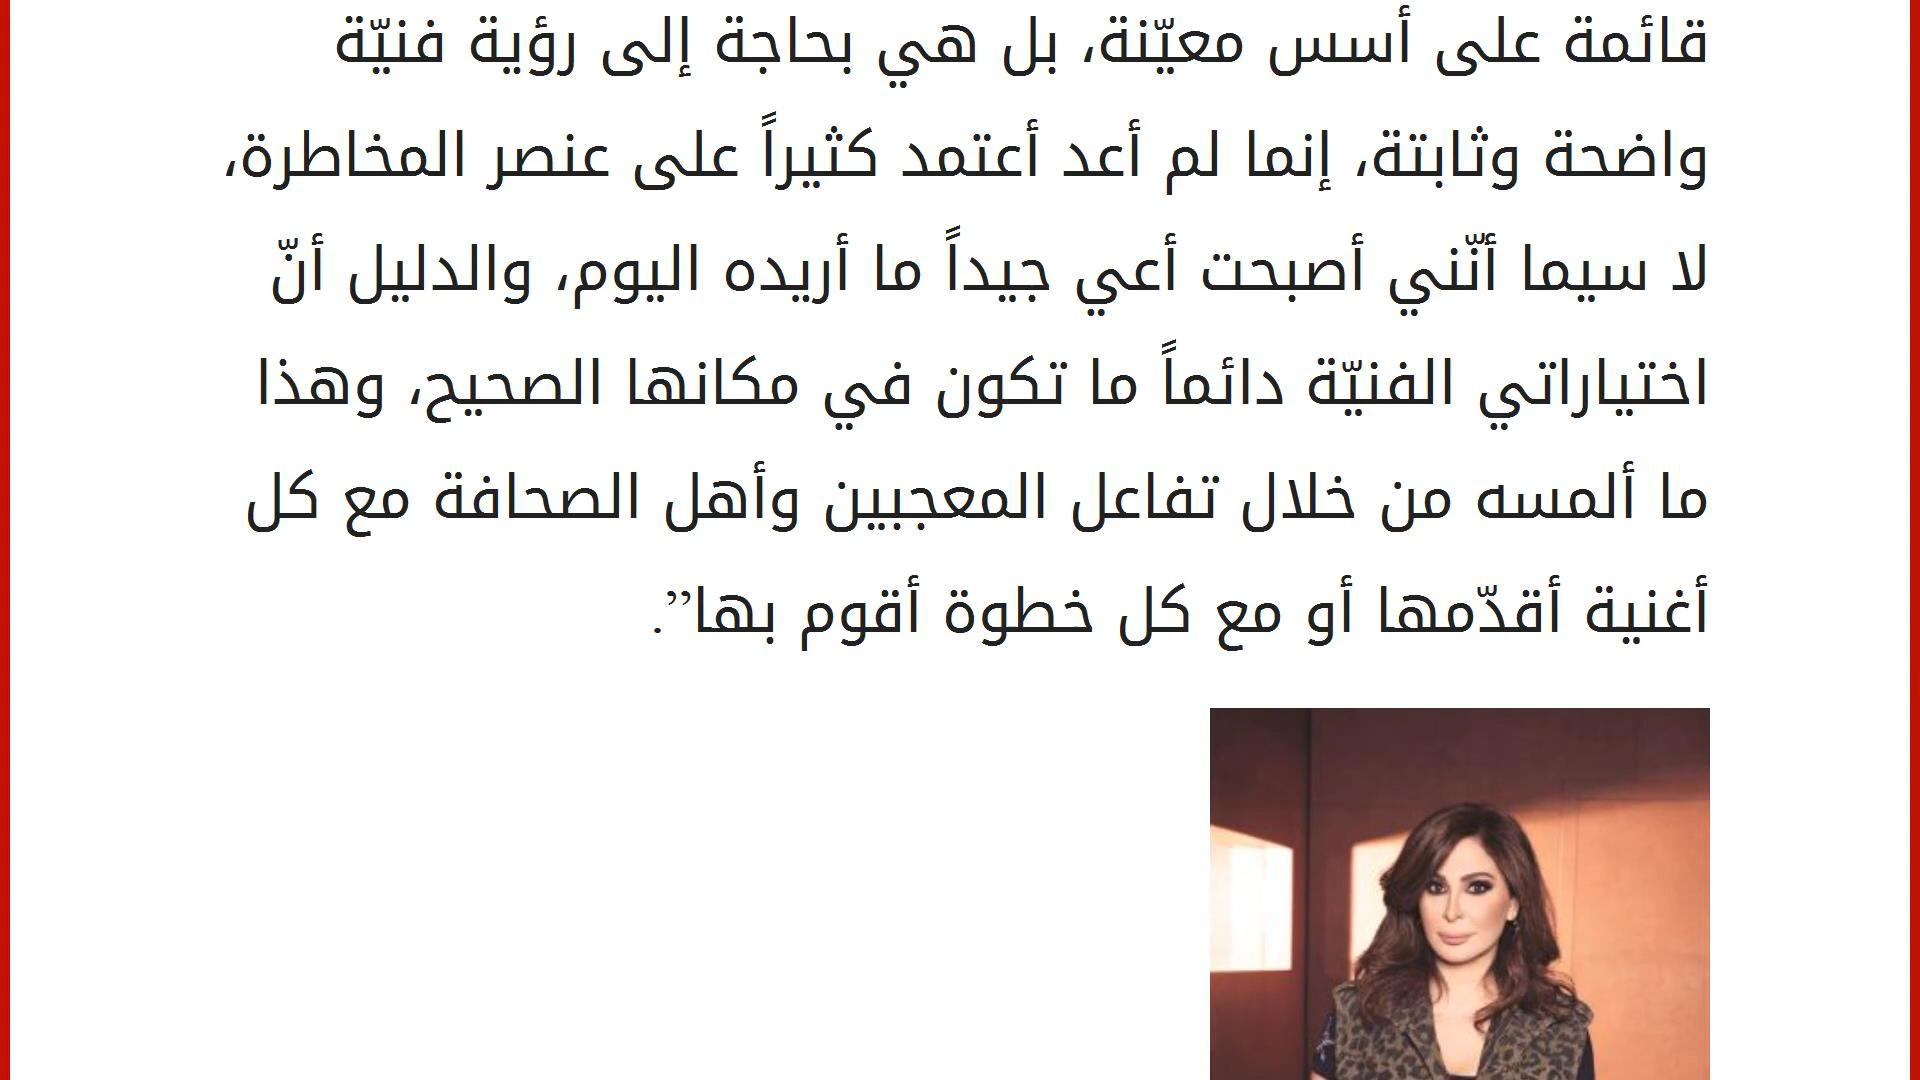 قائمة على أسس معيّنة، بل هي بحاجة إلى رؤية فنيّة
واضحة وثابتة، إنما لم أعد أعتمد كثيراً على عنصر المخاطرة،
لا سيما أنّني أصبحت أعي جيداً ما أريده اليوم، والدليل أنّ
اختياراتي الفنيّة دائماً ما تكون في مكانها الصحيح، وهذا
ما ألمسه من خلال تفاعل المعجبين وأهل الصحافة مع كل
أغنية أقدّمها أو مع كل خطوة أقوم بها”.